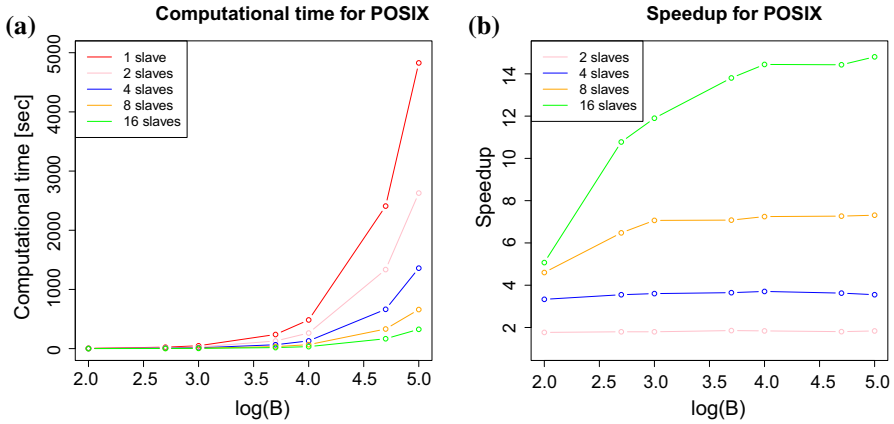 (a)
Computational time for POSIX
1 slave
2 slaves
4 slaves
8 slaves
16 slaves
Computational time [sec]
5000
4000
3000
2000
1000
0
2.0 2.5 3.0 3.5 4.0 4.5 5.0
log(B)
(b)
Speedup for POSIX
2 slaves
4 slaves
8 slaves
16 slaves
Speedup
14
12
10
8
6
4
2
2.0 2.5 3.0 3.5 4.0 4.5 5.0
log(B)